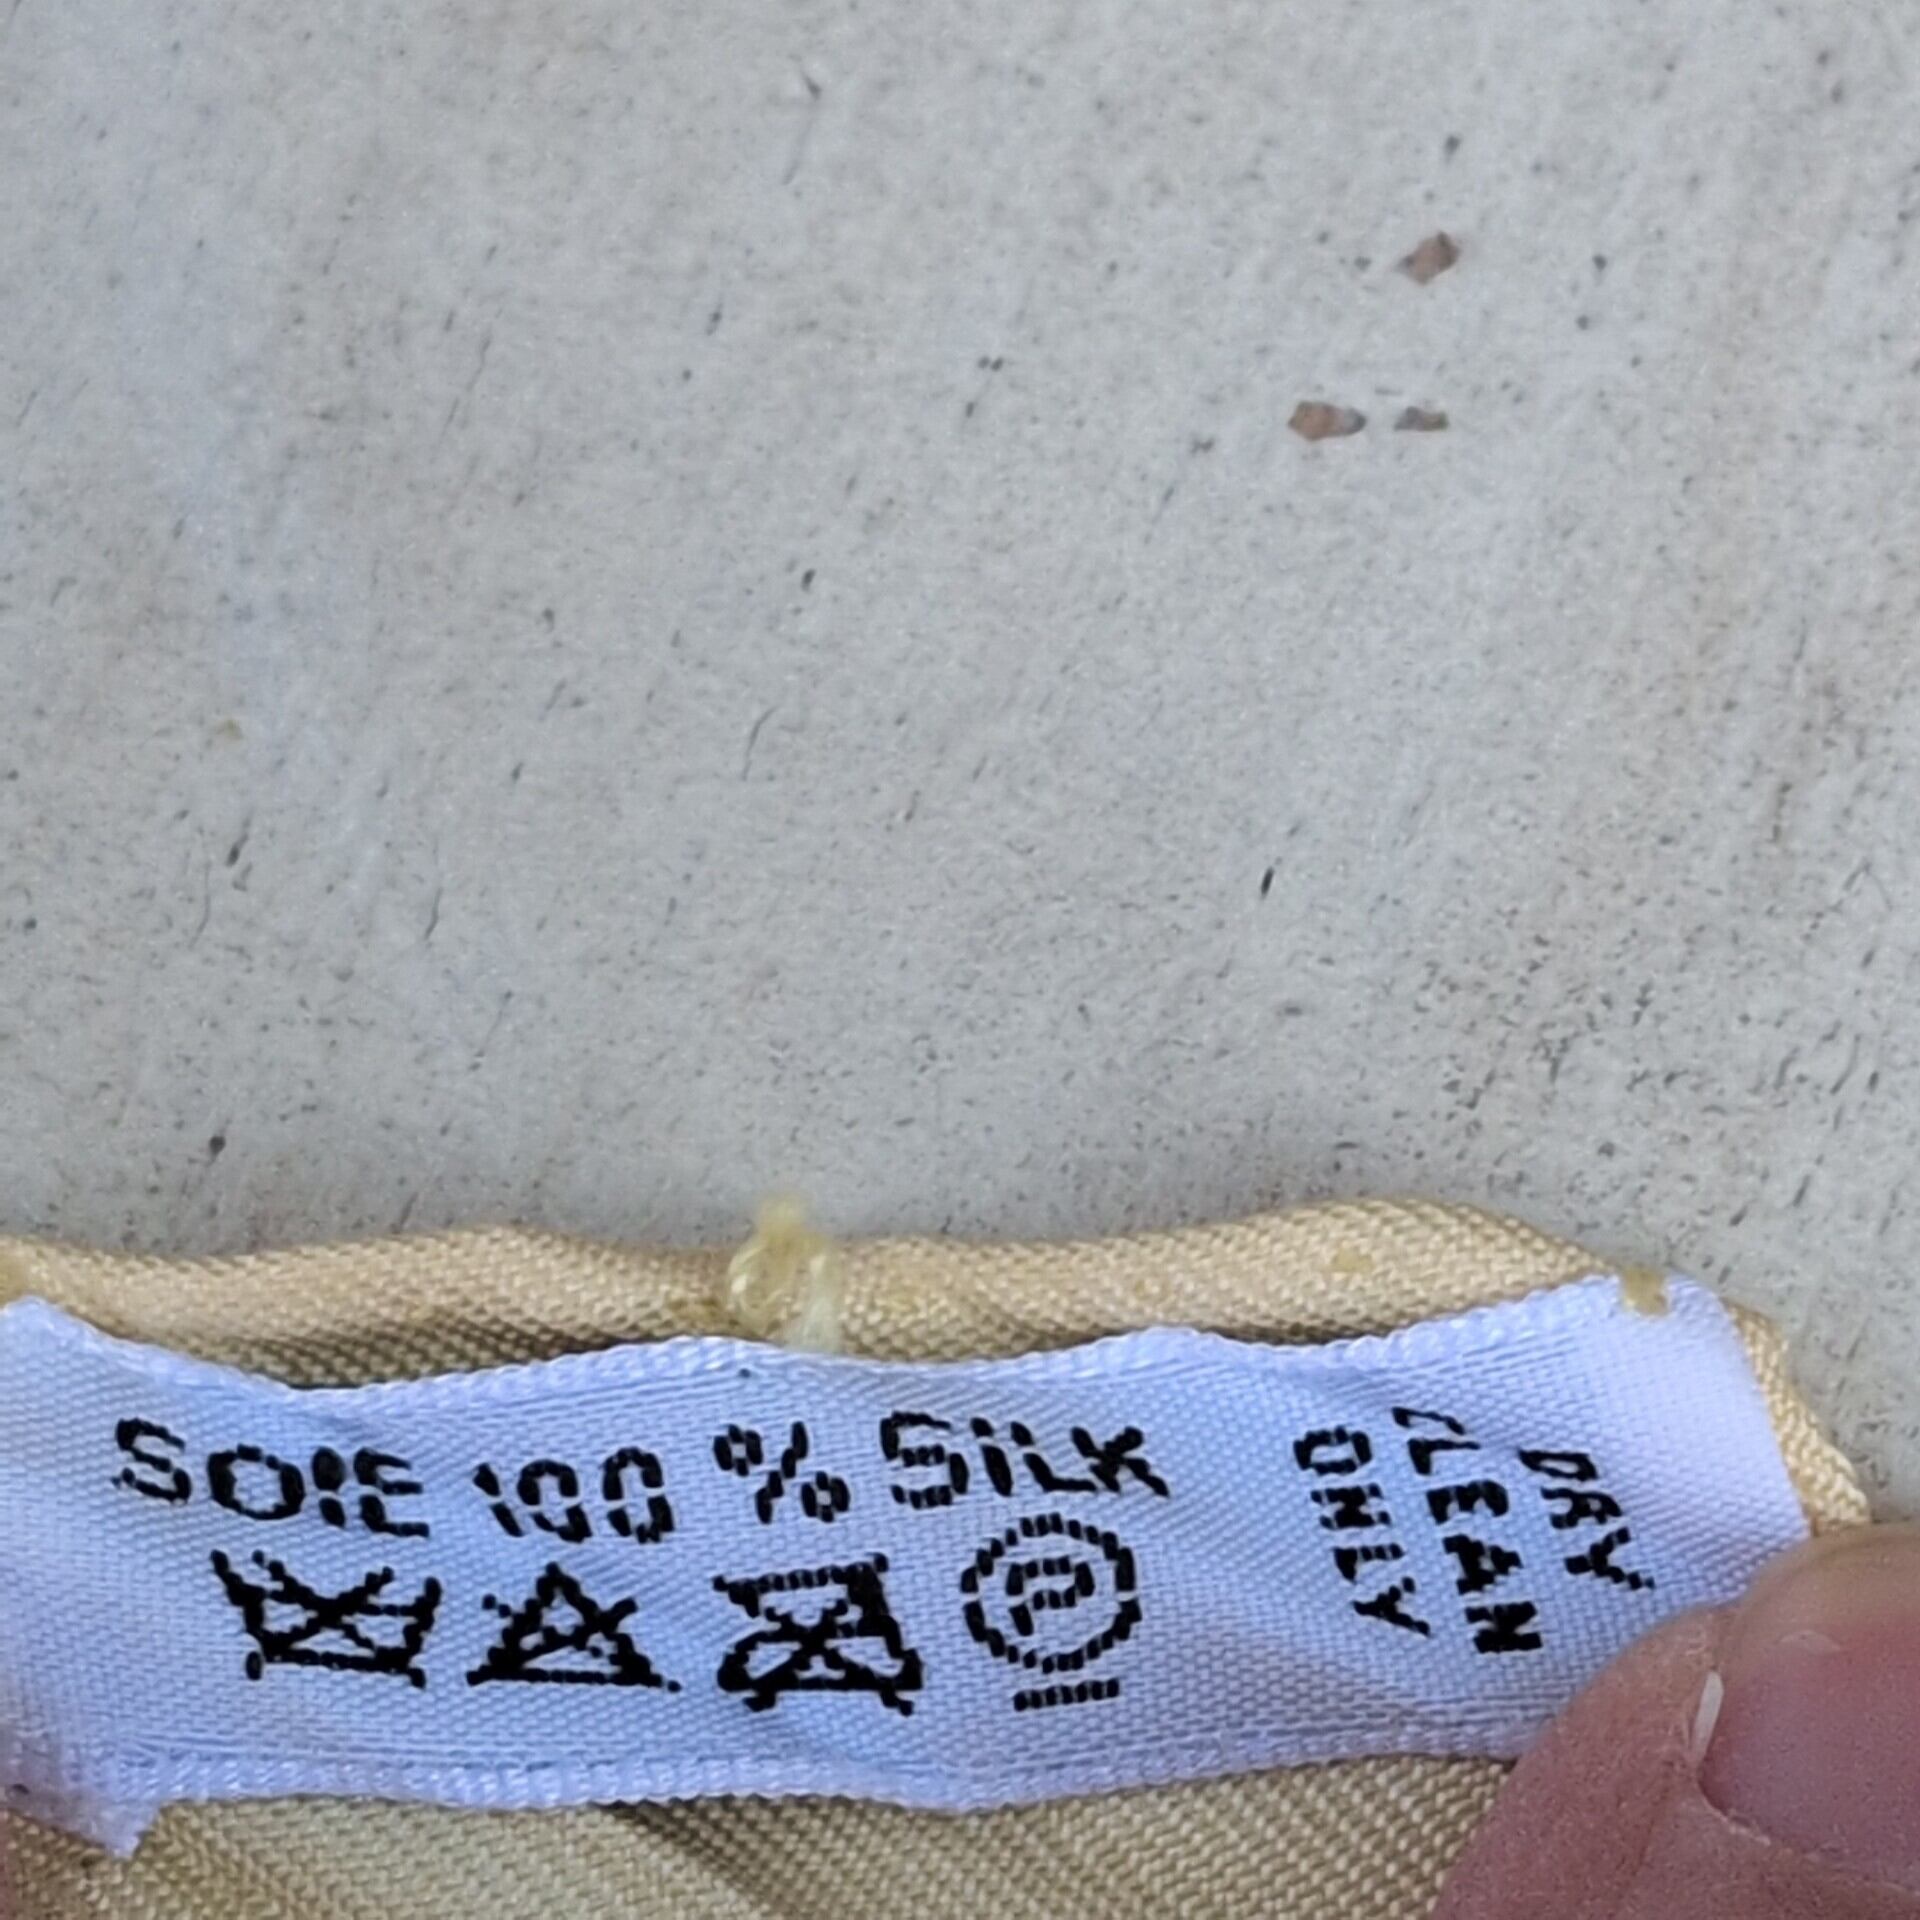 SOIE 100 % SILK
P
DRY
CLEAN
ONLY